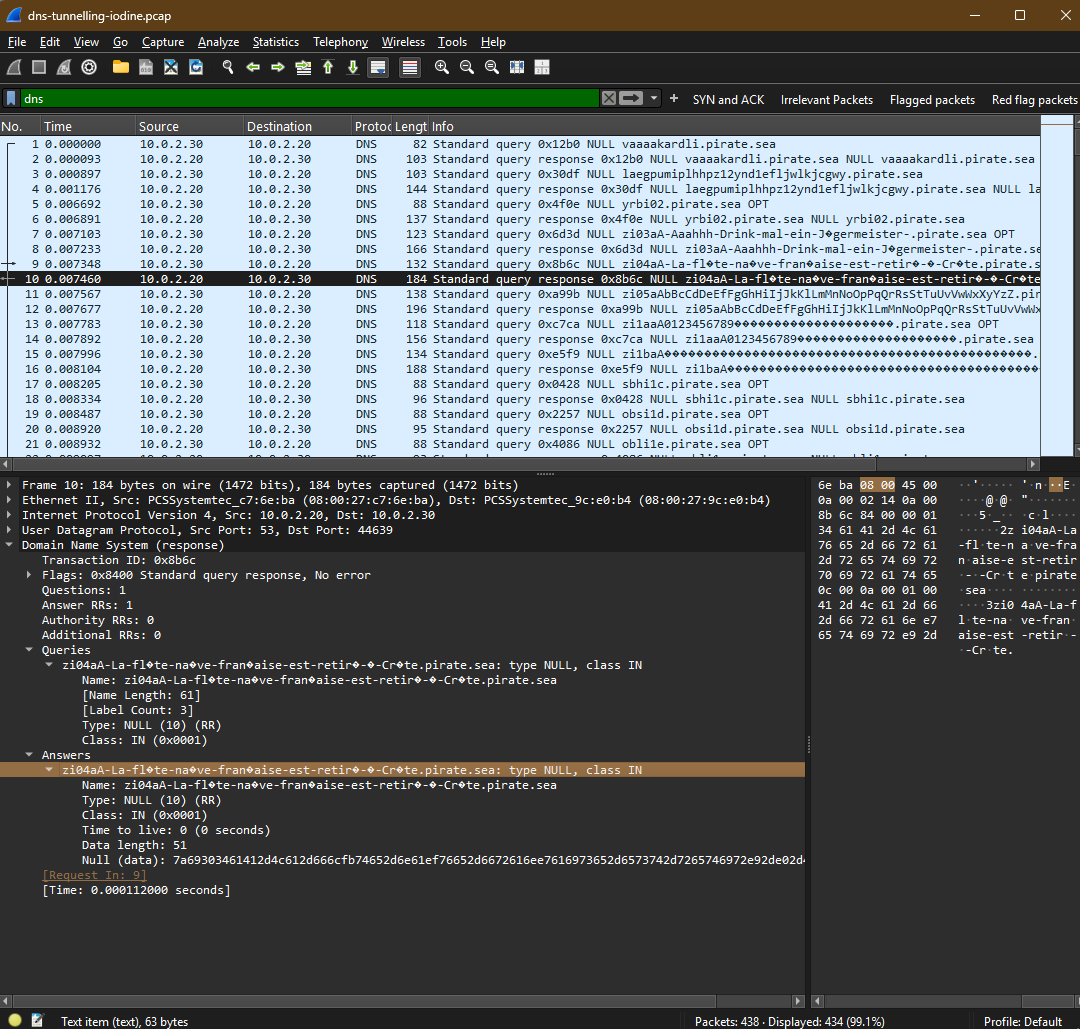 dns-tunnelling-iodine.pcap
File Edit View Go Capture Analyze Statistics Telephony Wireless Tools Help
dns
SYN and ACK Irrelevant Packets Flagged packets Red flag packets
No. Time Source Destination Protoc Lengt Info
1 0.000000 10.0.2.30 10.0.2.20 DNS 82 Standard query 0x12b0 NULL vaaaakardli.pirate.sea
2 0.000093 10.0.2.20 10.0.2.30 DNS 103 Standard query response 0x12b0 NULL vaaaakardli.pirate.sea NULL vaaaakardli.pirate.sea
3 0.000897 10.0.2.30 10.0.2.20 DNS 103 Standard query 0x30df NULL laegpumiplhhpz12ynd1efljwlkjcgwy.pirate.sea
4 0.001176 10.0.2.20 10.0.2.30 DNS 144 Standard query response 0x30df NULL laegpumiplhhpz12ynd1efljwlkjcgwy.pirate.sea NULL la
5 0.006692 10.0.2.30 10.0.2.20 DNS 88 Standard query 0x4f0e NULL yrbi02.pirate.sea OPT
6 0.006891 10.0.2.20 10.0.2.30 DNS 137 Standard query response 0x4f0e NULL yrbi02.pirate.sea NULL yrbi02.pirate.sea
7 0.007103 10.0.2.30 10.0.2.20 DNS 123 Standard query 0x6d3d NULL zi03aA-Aaahhh-Drink-mal-ein-J�germeister-.pirate.sea OPT
8 0.007233 10.0.2.20 10.0.2.30 DNS 166 Standard query response 0x6d3d NULL zi03aA-Aaahhh-Drink-mal-ein-J�germeister-.pirate.se
9 0.007348 10.0.2.30 10.0.2.20 DNS 132 Standard query 0x8b6c NULL zi04aA-La-fl�te-na�ve-fran�aise-est-retir�-�-Cr�te.pirate.s
10 0.007460 10.0.2.20 10.0.2.30 DNS 184 Standard query response 0x8b6c NULL zi04aA-La-fl�te-na�ve-fran�aise-est-retir�-�-Cr�te
11 0.007567 10.0.2.30 10.0.2.20 DNS 138 Standard query 0xa99b NULL zi05aAbBcCdDeEfFgGhHiIjJkKlLmMnNoOpPqQrRsStTuUvVwWxXyYzZ.pir
12 0.007677 10.0.2.20 10.0.2.30 DNS 196 Standard query response 0xa99b NULL zi05aAbBcCdDeEfFgGhHiIjJkKlLmMnNoOpPqQrRsStTuUvVwWx
13 0.007783 10.0.2.30 10.0.2.20 DNS 118 Standard query 0xc7ca NULL zi1aaA0123456789�����������������������.pirate.sea OPT
14 0.007892 10.0.2.20 10.0.2.30 DNS 156 Standard query response 0xc7ca NULL zi1aaA0123456789�����������������������.pirate.sea
15 0.007996 10.0.2.30 10.0.2.20 DNS 134 Standard query 0xe5f9 NULL zi1baA����������������������������������������������������.
16 0.008104 10.0.2.20 10.0.2.30 DNS 188 Standard query response 0xe5f9 NULL zi1baA���������������������������������������������
17 0.008205 10.0.2.30 10.0.2.20 DNS 88 Standard query 0x0428 NULL sbhi1c.pirate.sea OPT
18 0.008334 10.0.2.20 10.0.2.30 DNS 96 Standard query response 0x0428 NULL sbhi1c.pirate.sea NULL sbhi1c.pirate.sea
19 0.008487 10.0.2.30 10.0.2.20 DNS 88 Standard query 0x2257 NULL obsi1d.pirate.sea OPT
20 0.008920 10.0.2.20 10.0.2.30 DNS 95 Standard query response 0x2257 NULL obsi1d.pirate.sea NULL obsi1d.pirate.sea
21 0.008932 10.0.2.30 10.0.2.20 DNS 88 Standard query 0x4086 NULL obli1e.pirate.sea OPT
Frame 10: 184 bytes on wire (1472 bits), 184 bytes captured (1472 bits)
Ethernet II, Src: PCSSystemtec_c7:6e:ba (08:00:27:c7:6e:ba), Dst: PCSSystemtec_9c:e0:b4 (08:00:27:9c:e0:b4)
Internet Protocol Version 4, Src: 10.0.2.20, Dst: 10.0.2.30
User Datagram Protocol, Src Port: 53, Dst Port: 44639
Domain Name System (response)
Transaction ID: 0x8b6c
Flags: 0x8400 Standard query response, No error
Questions: 1
Answer RRs: 1
Authority RRs: 0
Additional RRs: 0
Queries
zi04aA-La-fl�te-na�ve-fran�aise-est-retir�-�-Cr�te.pirate.sea: type NULL, class IN
Name: zi04aA-La-fl�te-na�ve-fran�aise-est-retir�-�-Cr�te.pirate.sea
[Name Length: 61]
[Label Count: 3]
Type: NULL (10) (RR)
Class: IN (0x0001)
Answers
zi04aA-La-fl�te-na�ve-fran�aise-est-retir�-�-Cr�te.pirate.sea: type NULL, class IN
Name: zi04aA-La-fl�te-na�ve-fran�aise-est-retir�-�-Cr�te.pirate.sea
Type: NULL (10) (RR)
Class: IN (0x0001)
Time to live: 0 (0 seconds)
Data length: 51
Null (data): 7a69303461412d4c612d666cfb74652d6e61ef76652d6672616ee7616973652d6573742d7265746972e92de02d4
[Request In: 9]
[Time: 0.000112000 seconds]
6e ba 08 00 45 00 ··'····· 'n···E·
0a 00 02 14 0a 00 ····@·@· "·······
8b 6c 84 00 00 01 ···5·_·· ·c·l····
34 61 41 2d 4c 61 ······2z i04aA-La
76 65 2d 66 72 61 -fl·te-n a·ve-fra
2d 72 65 74 69 72 n·aise-e st-retir
70 69 72 61 74 65 ·-·-Cr·t e·pirate
0c 00 0a 00 01 00 ·sea···· ········
41 2d 4c 61 2d 66 ····3zi0 4aA-La-f
2d 66 72 61 6e e7 l·te-na· ve-fran·
65 74 69 72 e9 2d aise-est -retir·-
·-Cr·te.
Text item (text), 63 bytes
Packets: 438 · Displayed: 434 (99.1%)
Profile: Default